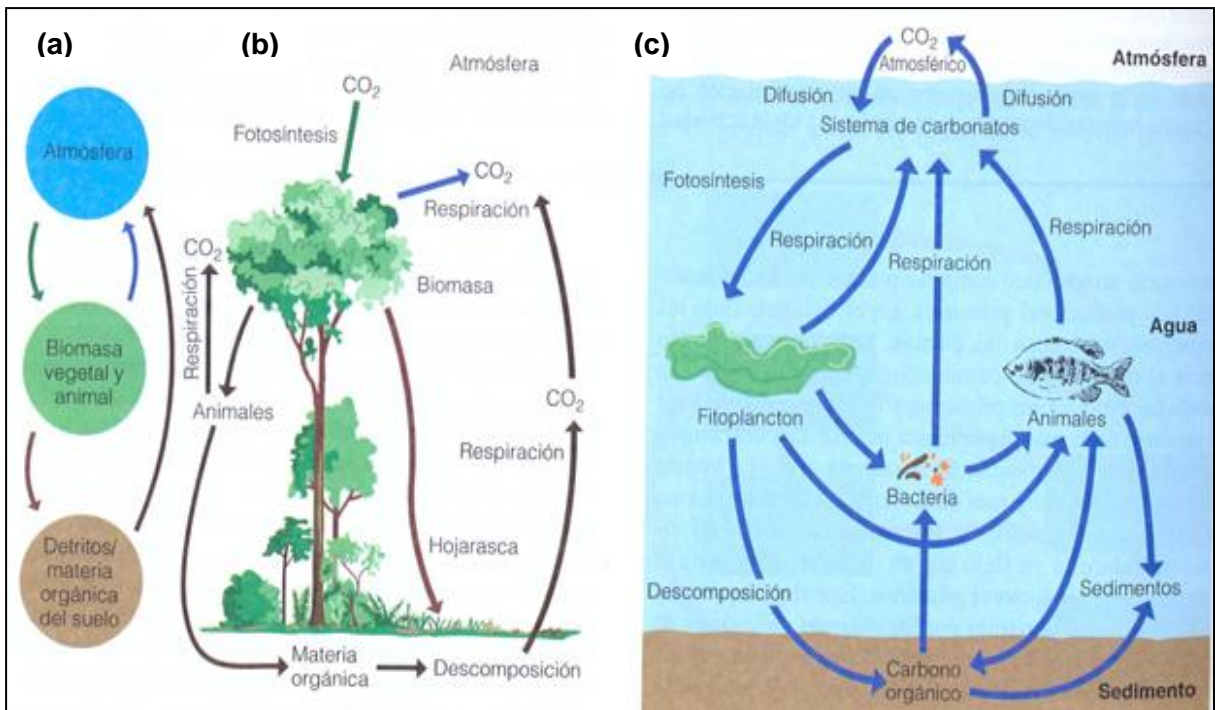 (a)
Atmósfera
Biomasa
vegetal y
animal
Detritos/
materia
orgánica
del suelo
(b)
Atmósfera
CO2
Fotosíntesis
CO2
Respiración
CO2
Respiración
Biomasa
Animales
CO2
Respiración
Hojarasca
Materia
orgánica
Descomposición
(c)
CO2
Atmosférico
Atmósfera
Difusión
Difusión
Sistema de carbonatos
Fotosíntesis
Respiración
Respiración
Respiración
Agua
Fitoplancton
Animales
Bacteria
Descomposición
Sedimentos
Carbono
orgánico
Sedimento